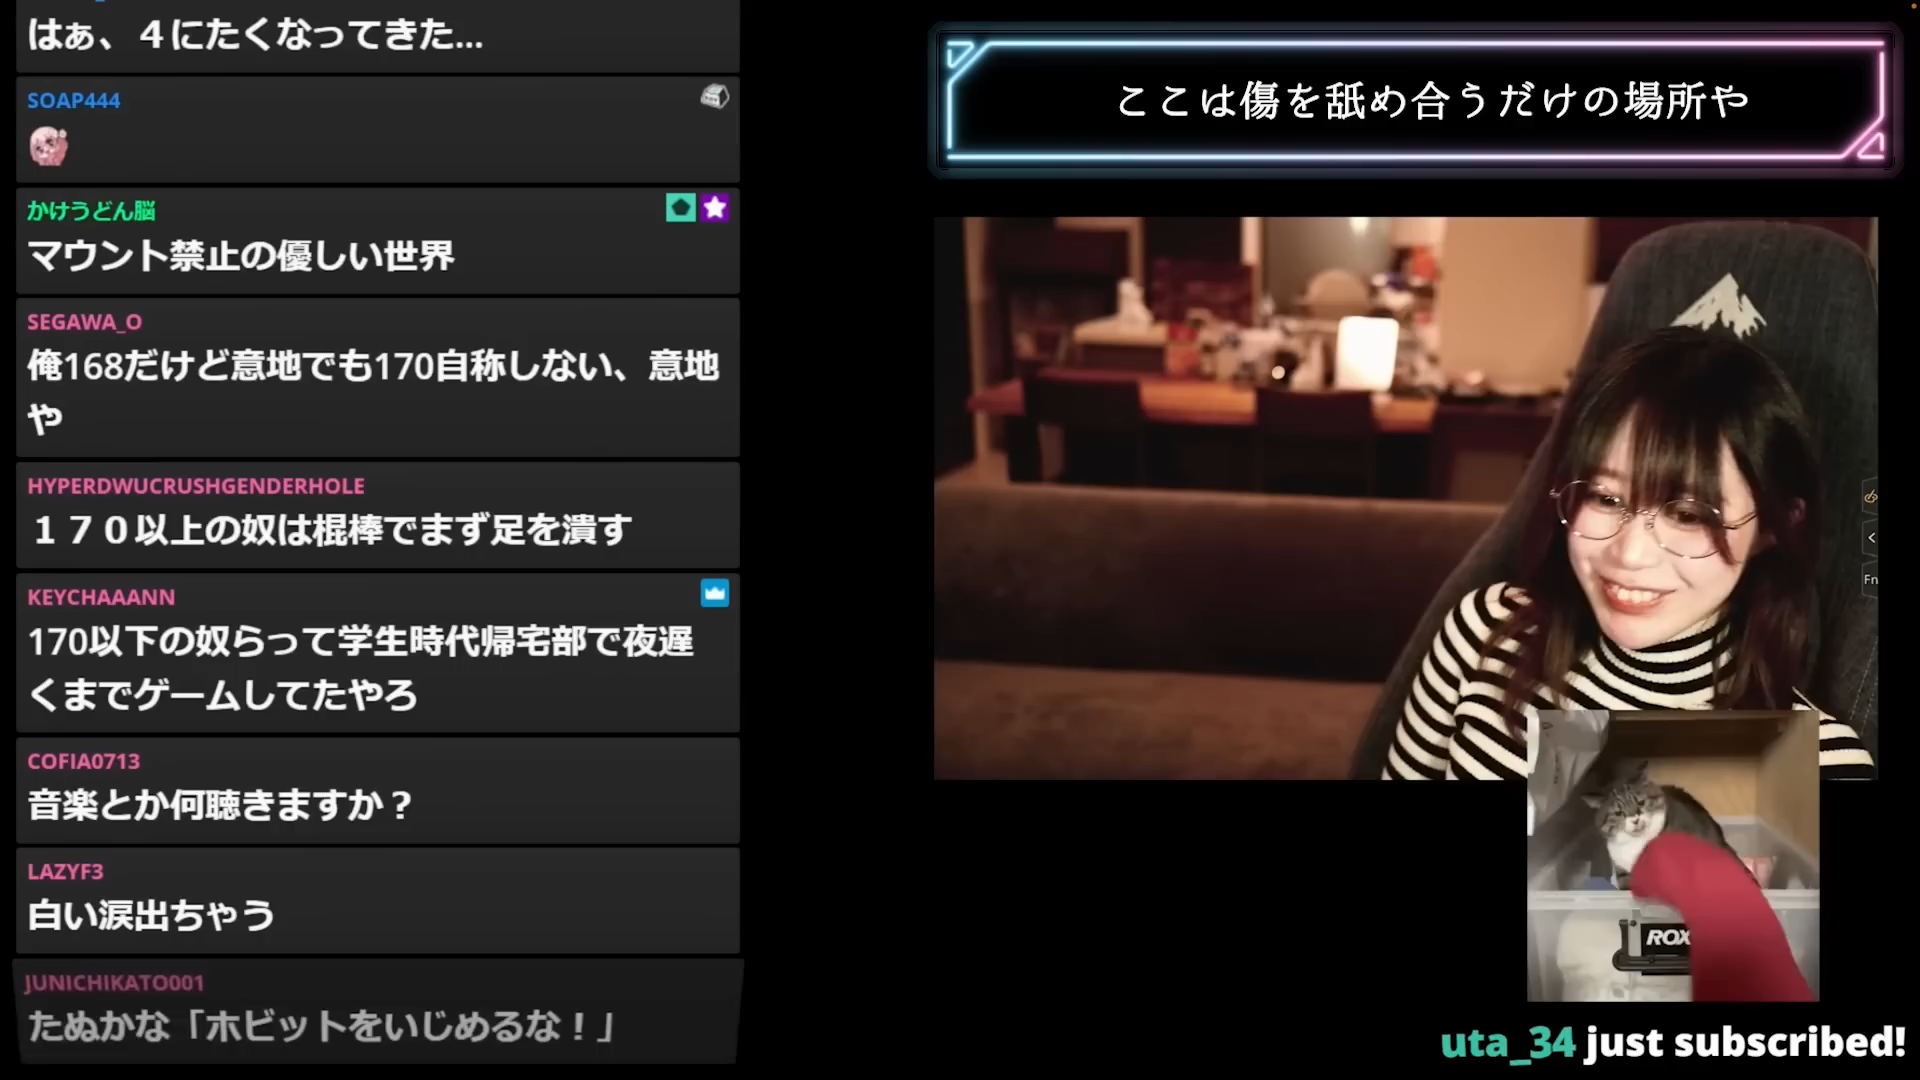 はぁ、４にたくなってきた...
SOAP444
かけうどん脳
マウント禁止の優しい世界
SEGAWA_O
俺168だけど意地でも170自称しない、意地
や
HYPERDWUCRUSHGENDERHOLE
１７０以上の奴は棍棒でまず足を潰す
KEYCHAAANN
170以下の奴らって学生時代帰宅部で夜遅
くまでゲームしてたやろ
COFIA0713
音楽とか何聴きますか？
LAZYF3
白い涙出ちゃう
JUNICHIKATO001
たぬかな「ホビットをいじめるな！」
ここは傷を舐め合うだけの場所や
<
Fn
ROX
uta_34 just subscribed!